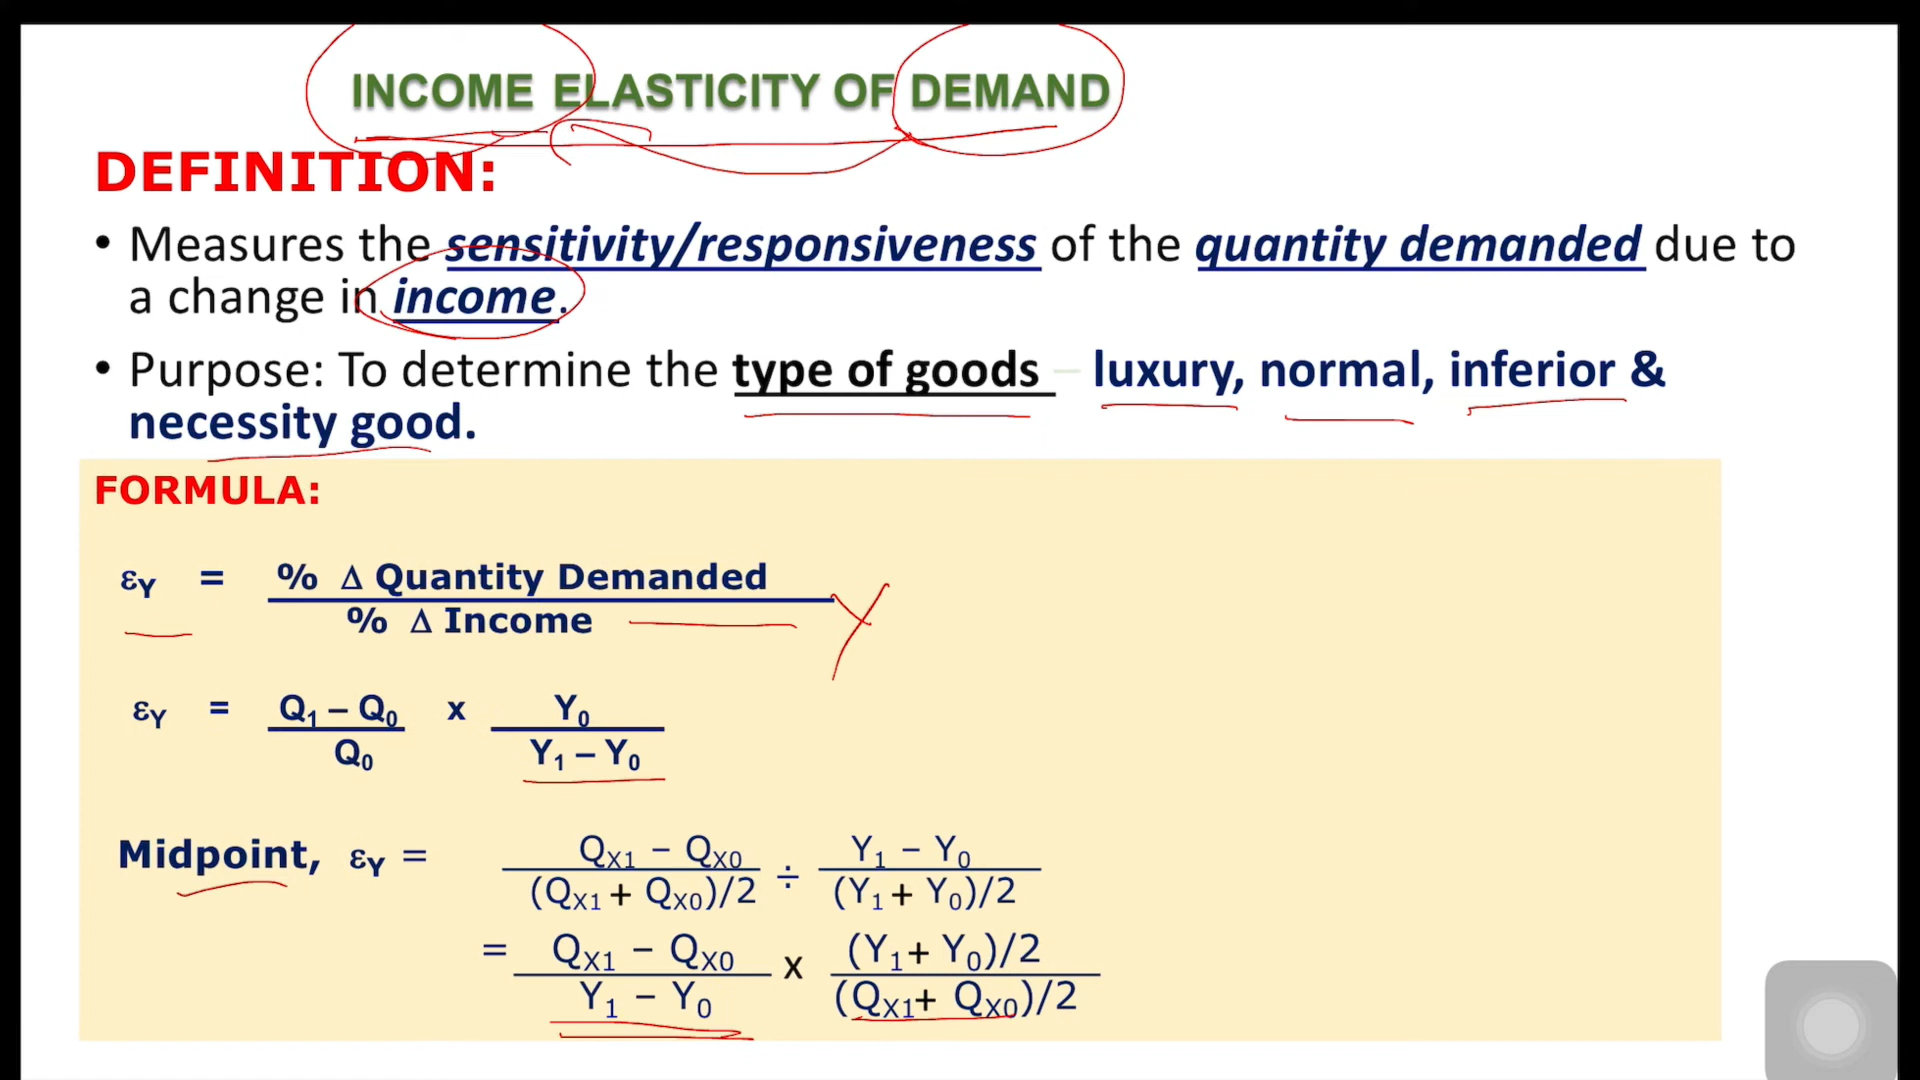 INCOME ELASTICITY OF DEMAND
DEFINITION:
• Measures the sensitivity/responsiveness of the quantity demanded due to
a change in income.
• Purpose: To determine the type of goods – luxury, normal, inferior &
necessity good.
FORMULA:
εY = % Δ Quantity Demanded
% Δ Income
Y
εY = Q1 – Q0 x Y0
Q0 Y1 – Y0
Midpoint, εY = QX1 – QX0 ÷ Y1 – Y0
(QX1 + QX0)/2 (Y1 + Y0)/2
= QX1 – QX0 x (Y1 + Y0)/2
Y1 – Y0 (QX1 + QX0)/2